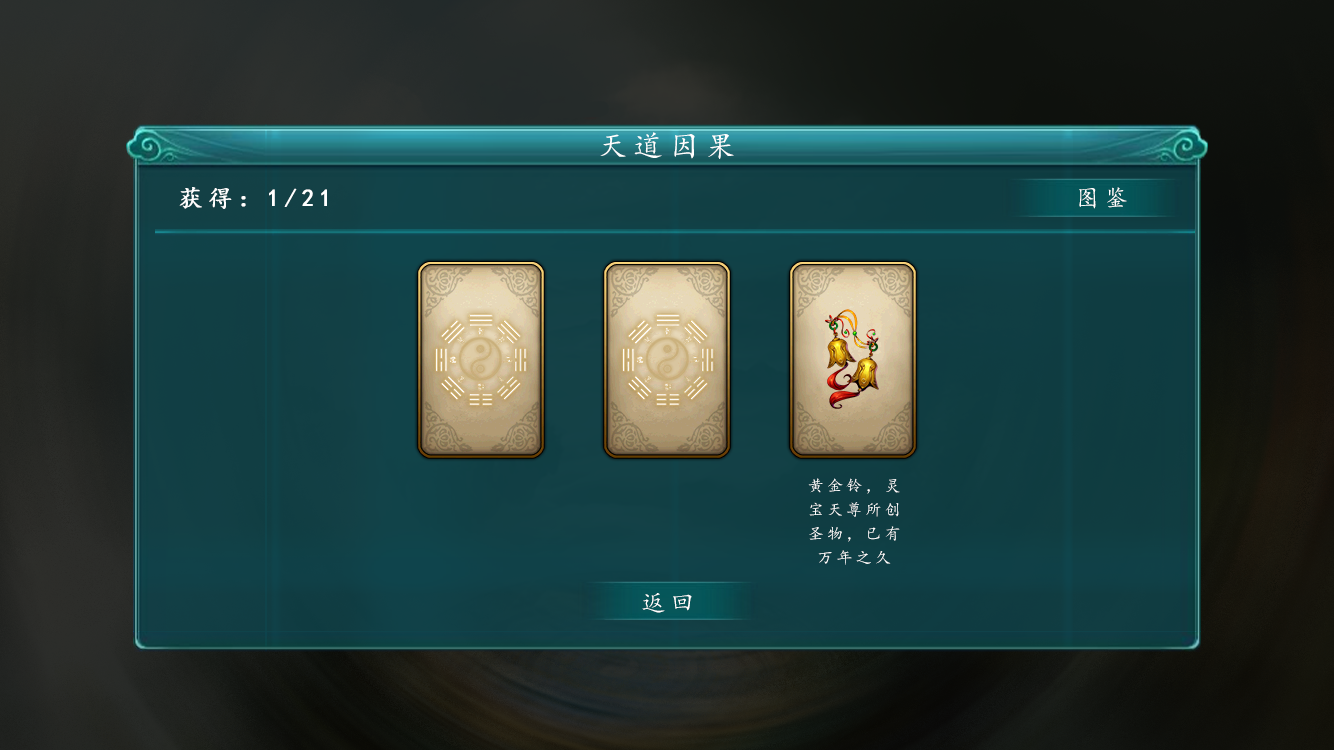 天道因果
获得：1/21
图鉴
黄金铃，灵
宝天尊所创
圣物，已有
万年之久
返回